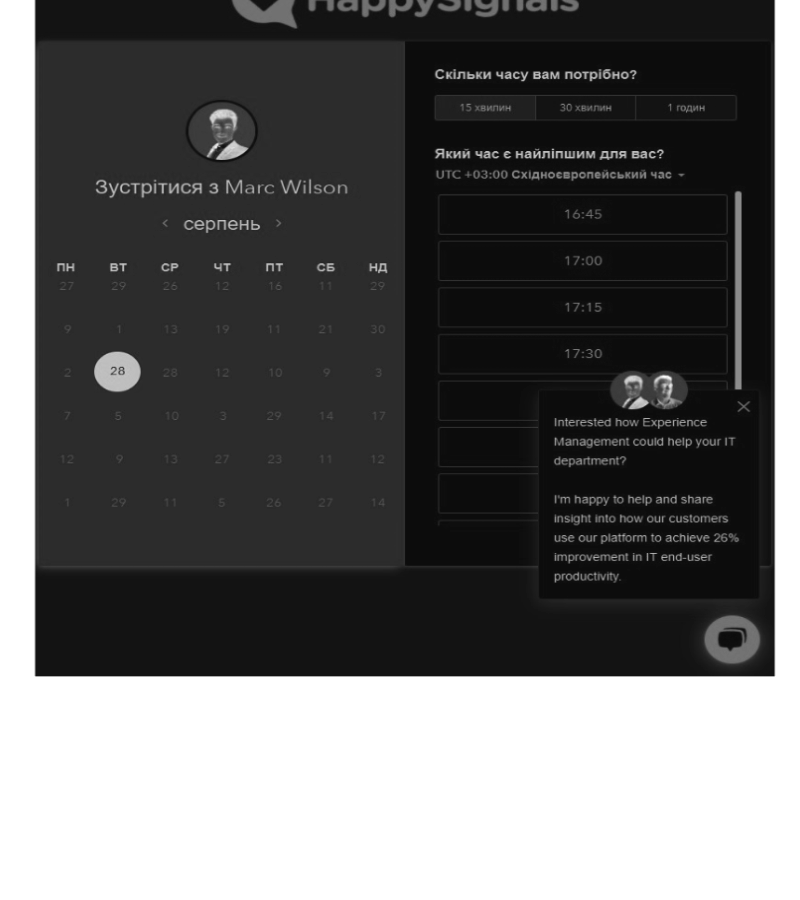 HappySignals
Скільки часу вам потрібно?
15 хвилин 30 хвилин 1 годин
Який час є найліпшим для вас?
UTC +03:00 Східноєвропейський час
Зустрітися з Marc Wilson
< серпень >
ПН ВТ СР ЧТ ПТ СБ НД
27 29 26 12 16 11 29
9 1 13 19 11 21 30
2 28 28 12 10 9 3
7 5 10 3 29 14 17
12 9 13 27 23 11 12
1 29 11 5 26 27 14
16:45
17:00
17:15
17:30
Interested how Experience
Management could help your IT
department?
I'm happy to help and share
insight into how our customers
use our platform to achieve 26%
improvement in IT end-user
productivity.